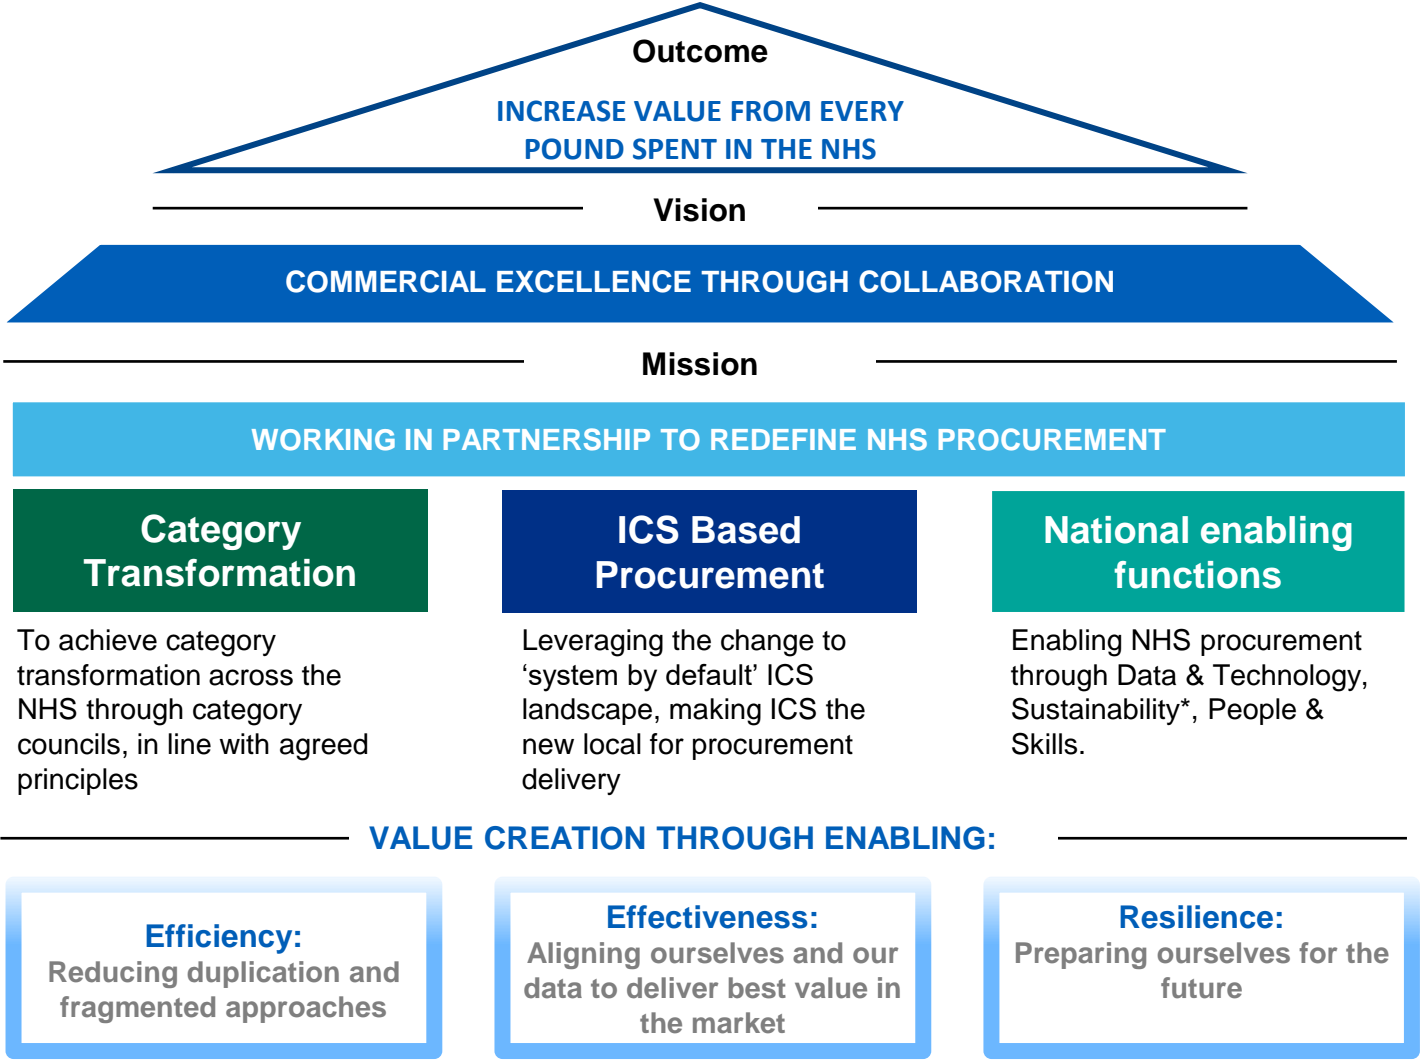 Outcome
INCREASE VALUE FROM EVERY
POUND SPENT IN THE NHS
Vision
COMMERCIAL EXCELLENCE THROUGH COLLABORATION
Mission
WORKING IN PARTNERSHIP TO REDEFINE NHS PROCUREMENT
Category
Transformation
To achieve category
transformation across the
NHS through category
councils, in line with agreed
principles
ICS Based
Procurement
Leveraging the change to
‘system by default’ ICS
landscape, making ICS the
new local for procurement
delivery
National enabling
functions
Enabling NHS procurement
through Data & Technology,
Sustainability*, People &
Skills.
VALUE CREATION THROUGH ENABLING:
Efficiency:
Reducing duplication and
fragmented approaches
Effectiveness:
Aligning ourselves and our
data to deliver best value in
the market
Resilience:
Preparing ourselves for the
future